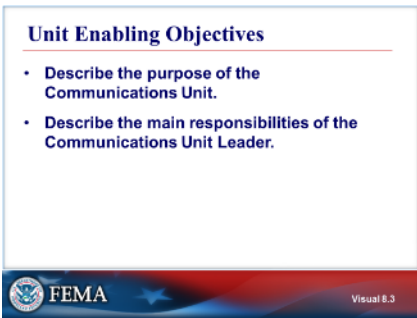 Unit Enabling Objectives
• Describe the purpose of the
Communications Unit.
• Describe the main responsibilities of the
Communications Unit Leader.
FEMA
Visual 8.3